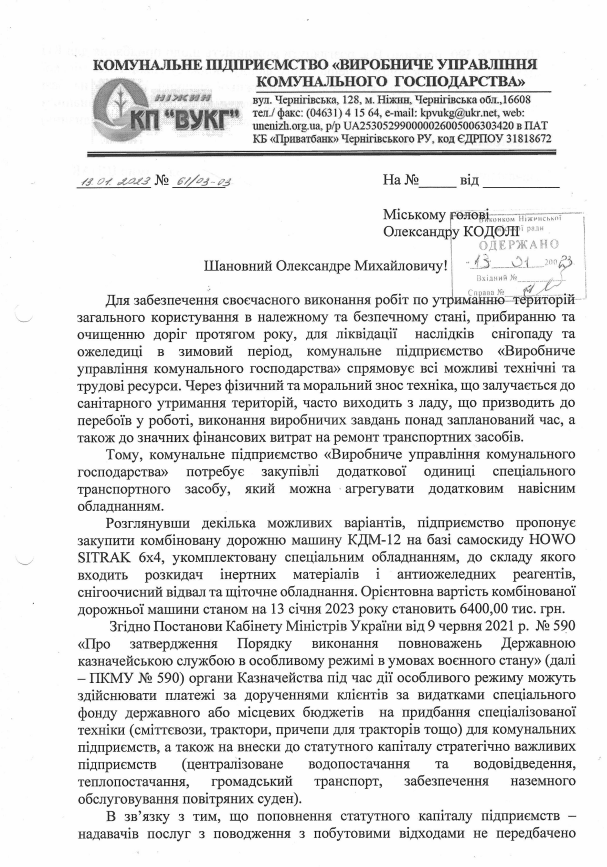 КОМУНАЛЬНЕ ПІДПРИЄМСТВО «ВИРОБНИЧЕ УПРАВЛІННЯ
КОМУНАЛЬНОГО ГОСПОДАРСТВА»
НІЖИН
КП "ВУКГ"
вул. Чернігівська, 128, м. Ніжин, Чернігівська обл.,16608
тел./ факс: (04631) 4 15 64, e-mail: kpvukg@ukr.net, web:
unenizh.org.ua, р/р UA253052990000026005006303420 в ПАТ
КБ «Приватбанк» Чернігівського РУ, код ЄДРПОУ 31818672
13.01.2023 № 61/03-03
На №_____ від ___________
Міському голові
Олександру КОДОЛІ
Виконком Ніжинської
міської ради
ОДЕРЖАНО
13 01 2023
Вхідний №
Справа №
Шановний Олександре Михайловичу!
Для забезпечення своєчасного виконання робіт по утриманню територій
загального користування в належному та безпечному стані, прибиранню та
очищенню доріг протягом року, для ліквідації наслідків снігопаду та
ожеледиці в зимовий період, комунальне підприємство «Виробниче
управління комунального господарства» спрямовує всі можливі технічні та
трудові ресурси. Через фізичний та моральний знос техніка, що залучається до
санітарного утримання територій, часто виходить з ладу, що призводить до
перебоїв у роботі, виконання виробничих завдань понад запланований час, а
також до значних фінансових витрат на ремонт транспортних засобів.
Тому, комунальне підприємство «Виробниче управління комунального
господарства» потребує закупівлі додаткової одиниці спеціального
транспортного засобу, який можна агрегувати додатковим навісним
обладнанням.
Розглянувши декілька можливих варіантів, підприємство пропонує
закупити комбіновану дорожню машину КДМ-12 на базі самоскиду HOWO
SITRAK 6х4, укомплектовану спеціальним обладнанням, до складу якого
входить розкидач інертних матеріалів і антиожеледних реагентів,
снігоочисний відвал та щіточне обладнання. Орієнтовна вартість комбінованої
дорожньої машини станом на 13 січня 2023 року становить 6400,00 тис. грн.
Згідно Постанови Кабінету Міністрів України від 9 червня 2021 р. № 590
«Про затвердження Порядку виконання повноважень Державною
казначейською службою в особливому режимі в умовах воєнного стану» (далі
– ПКМУ № 590) органи Казначейства під час дії особливого режиму можуть
здійснювати платежі за дорученнями клієнтів за видатками спеціального
фонду державного або місцевих бюджетів на придбання спеціалізованої
техніки (сміттєвози, трактори, причепи для тракторів тощо) для комунальних
підприємств, а також на внески до статутного капіталу стратегічно важливих
підприємств (централізоване водопостачання та водовідведення,
теплопостачання, громадський транспорт, забезпечення наземного
обслуговування повітряних суден).
В зв’язку з тим, що поповнення статутного капіталу підприємств –
надавачів послуг з поводження з побутовими відходами не передбачено